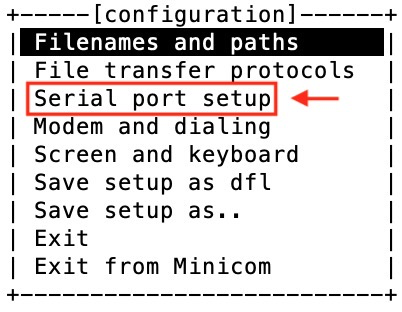 +-----[configuration]------+
| Filenames and paths      |
| File transfer protocols  |
| Serial port setup        |
| Modem and dialing        |
| Screen and keyboard      |
| Save setup as dfl        |
| Save setup as..          |
| Exit                     |
| Exit from Minicom        |
+--------------------------+